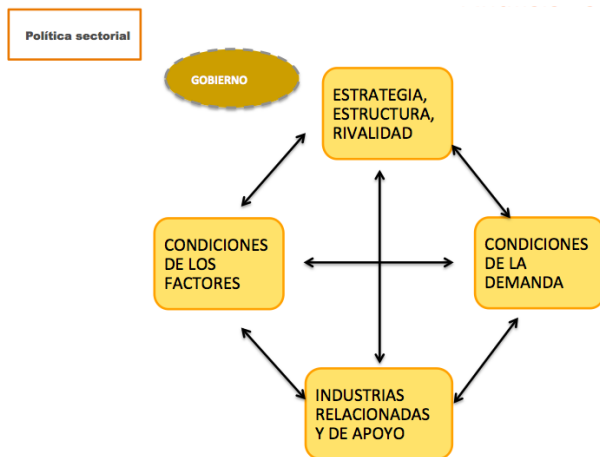 Política sectorial
GOBIERNO
ESTRATEGIA,
ESTRUCTURA,
RIVALIDAD
CONDICIONES
DE LOS
FACTORES
CONDICIONES
DE LA
DEMANDA
INDUSTRIAS
RELACIONADAS
Y DE APOYO